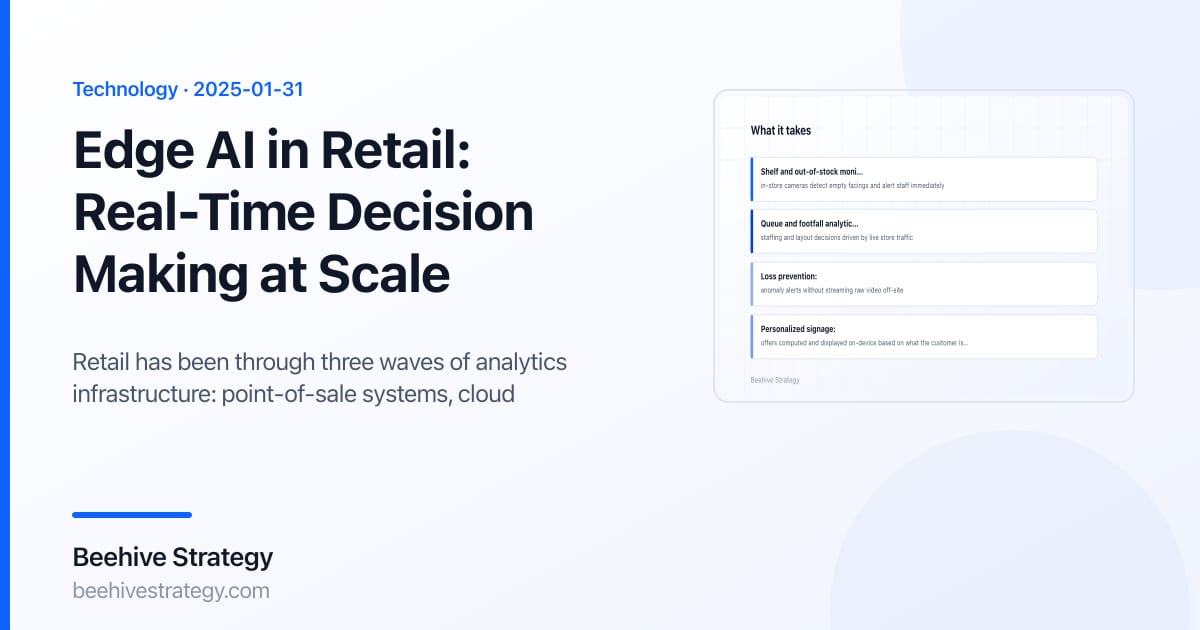 Technology · 2025-01-31
Edge AI in Retail:
Real-Time Decision
Making at Scale
Retail has been through three waves of analytics
infrastructure: point-of-sale systems, cloud
Beehive Strategy
beehivestrategy.com
What it takes
Shelf and out-of-stock moni...
in-store cameras detect empty facings and alert staff immediately
Queue and footfall analytic...
staffing and layout decisions driven by live store traffic
Loss prevention:
anomaly alerts without streaming raw video off-site
Personalized signage:
offers computed and displayed on-device based on what the customer is...
Beehive Strategy